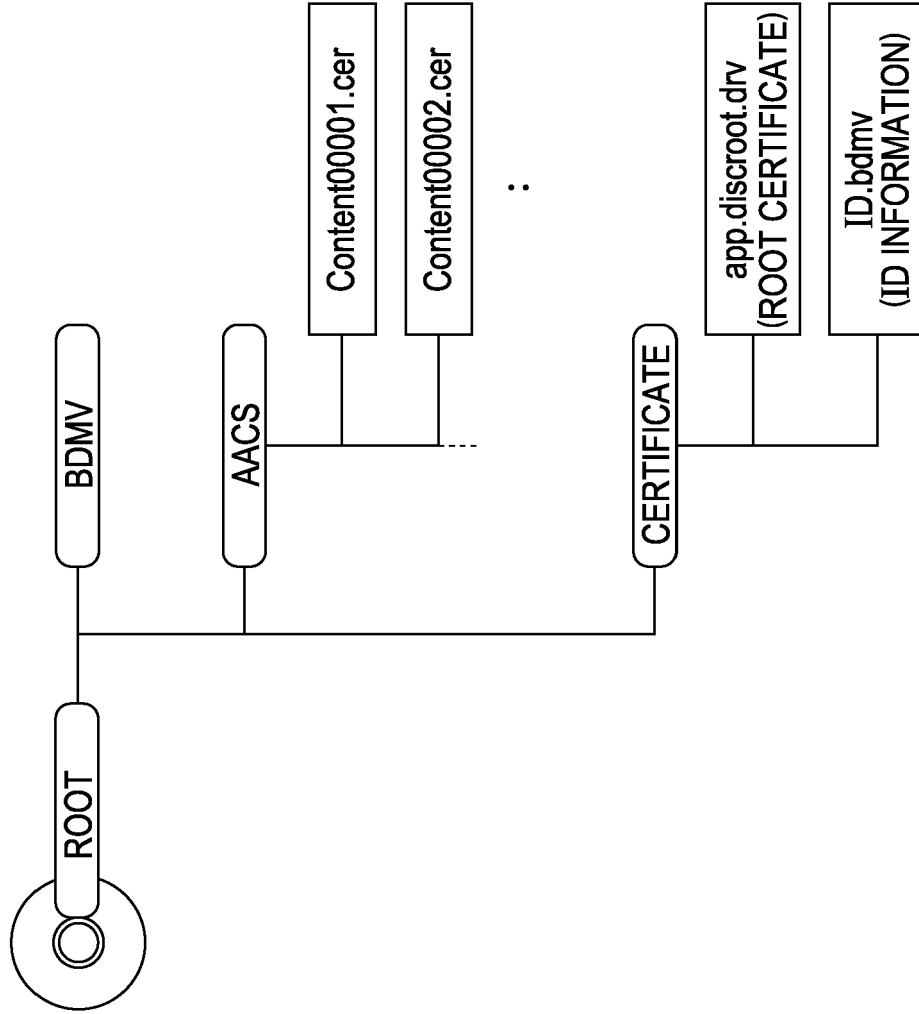 ROOT
BDMV
AACS
Content00001.cer
Content00002.cer
:
CERTIFICATE
app.discroot.drv
(ROOT CERTIFICATE)
ID.bdmv
(ID INFORMATION)